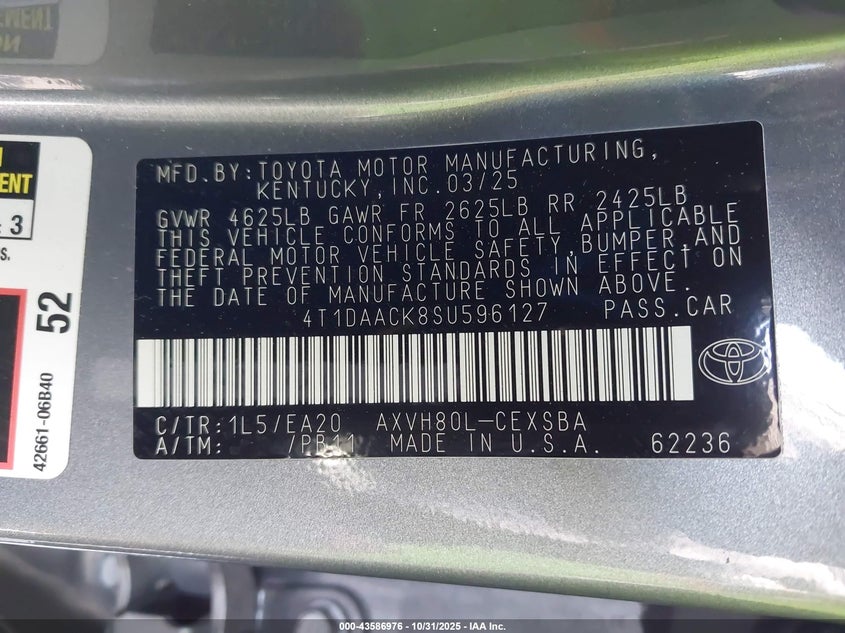 MFD.BY:TOYOTA MOTOR MANUFACTURING,
KENTUCKY, INC. 03/25
GVWR 4625LB GAWR FR 2625LB RR 2425LB
THIS VEHICLE CONFORMS TO ALL APPLICABLE
FEDERAL MOTOR VEHICLE SAFETY, BUMPER, AND
THEFT PREVENTION STANDARDS IN EFFECT ON
THE DATE OF MANUFACTURE SHOWN ABOVE.
4T1DAACK8SU596127 PASS.CAR
C/TR:1L5/EA20 AXVH80L-CEXSBA
A/TM: /PB11 MADE IN U.S.A. 62236
3
52
42661-06B40
000-43586976 - 10/31/2025 - IAA Inc.